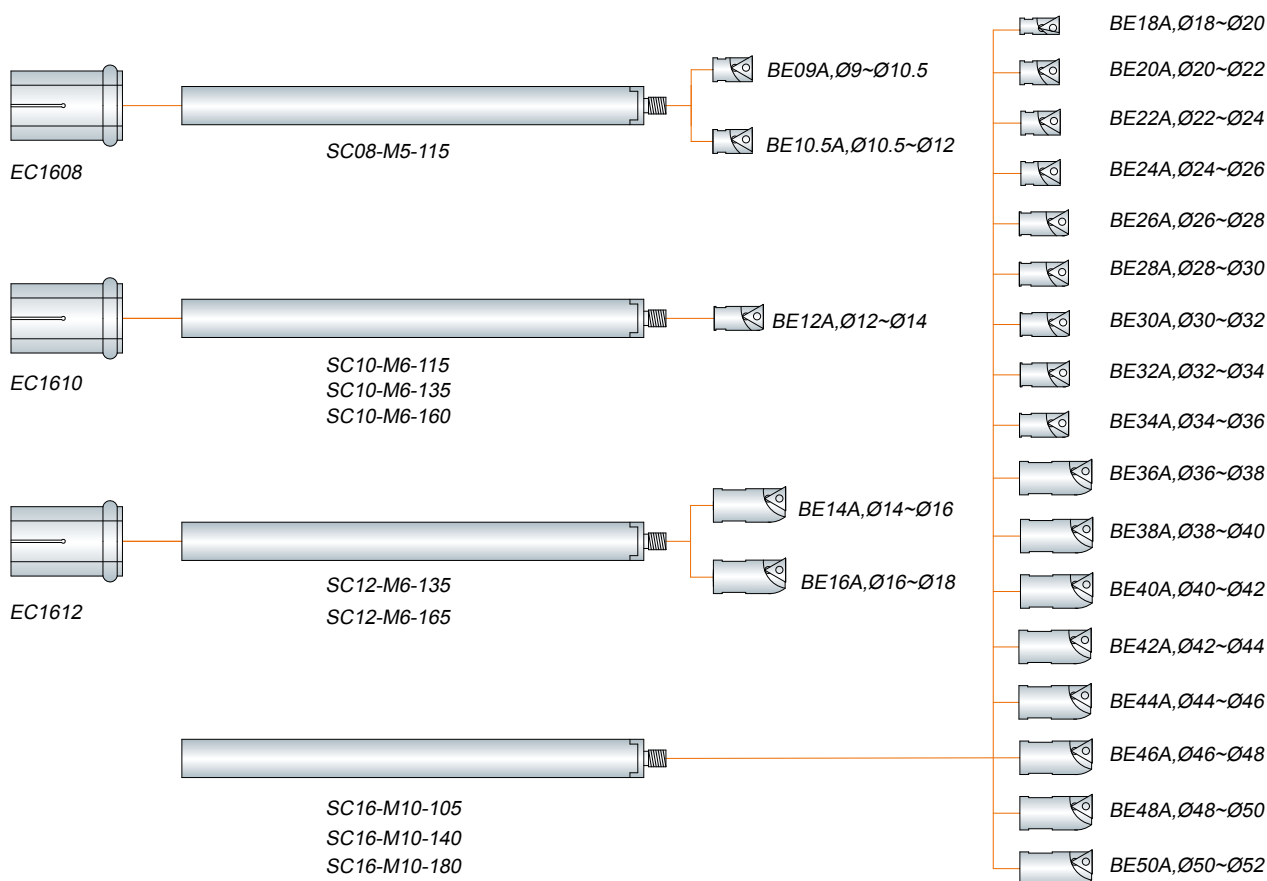 EC1608
SC08-M5-115
BE09A,Ø9~Ø10.5
BE10.5A,Ø10.5~Ø12
EC1610
SC10-M6-115
SC10-M6-135
SC10-M6-160
BE12A,Ø12~Ø14
EC1612
SC12-M6-135
SC12-M6-165
BE14A,Ø14~Ø16
BE16A,Ø16~Ø18
SC16-M10-105
SC16-M10-140
SC16-M10-180
BE18A,Ø18~Ø20
BE20A,Ø20~Ø22
BE22A,Ø22~Ø24
BE24A,Ø24~Ø26
BE26A,Ø26~Ø28
BE28A,Ø28~Ø30
BE30A,Ø30~Ø32
BE32A,Ø32~Ø34
BE34A,Ø34~Ø36
BE36A,Ø36~Ø38
BE38A,Ø38~Ø40
BE40A,Ø40~Ø42
BE42A,Ø42~Ø44
BE44A,Ø44~Ø46
BE46A,Ø46~Ø48
BE48A,Ø48~Ø50
BE50A,Ø50~Ø52